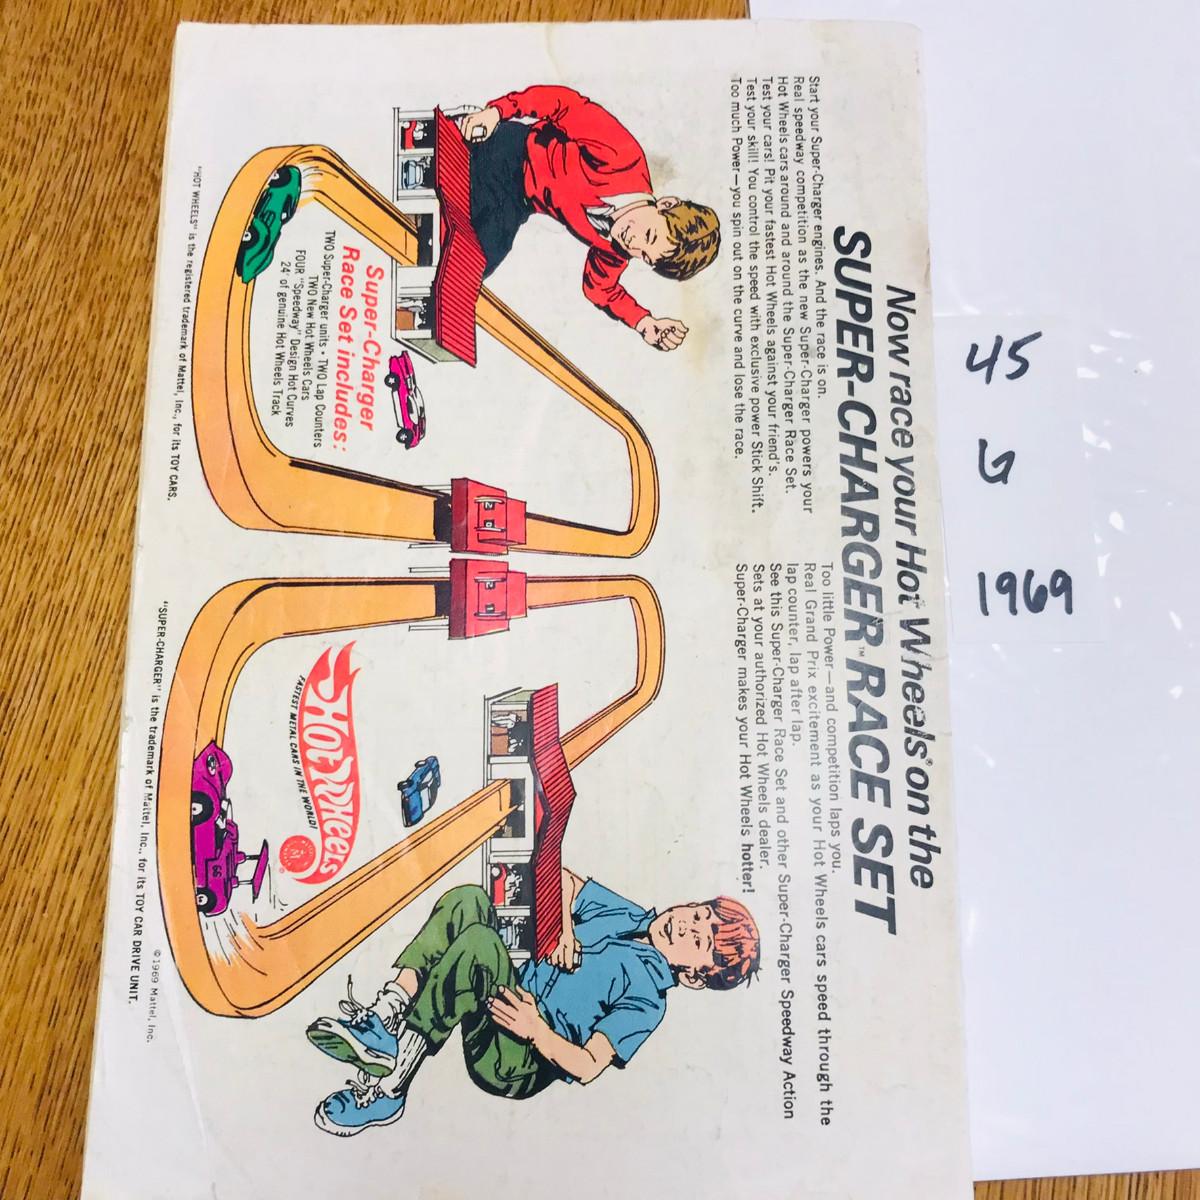 Now race your Hot Wheels® on the
SUPER-CHARGER™ RACE SET
Start your Super-Charger engines. And the race is on.
Real speedway competition as the new Super-Charger powers your
Hot Wheels cars around and around the Super-Charger Race Set.
Test your cars! Pit your fastest Hot Wheels against your friend's.
Test your skill! You control the speed with exclusive power Stick Shift.
Too much Power—you spin out on the curve and lose the race.
Too little Power—and competition laps you.
Real Grand Prix excitement as your Hot Wheels cars speed through the
lap counter, lap after lap.
See this Super-Charger Race Set and other Super-Charger Speedway Action
Sets at your authorized Hot Wheels dealer.
Super-Charger makes your Hot Wheels hotter!
Super-Charger
Race Set includes:
TWO Super-Charger units • TWO Lap Counters
TWO New Hot Wheels Cars
FOUR "Speedway" Design Hot Curves
24' of genuine Hot Wheels Track
HOT WHEELS
FASTEST METAL CARS IN THE WORLD!
®
66
"HOT WHEELS" is the registered trademark of Mattel, Inc., for its TOY CARS.
"SUPER-CHARGER" is the trademark of Mattel, Inc., for its TOY CAR DRIVE UNIT.
©1969 Mattel, Inc.
45
G
1969